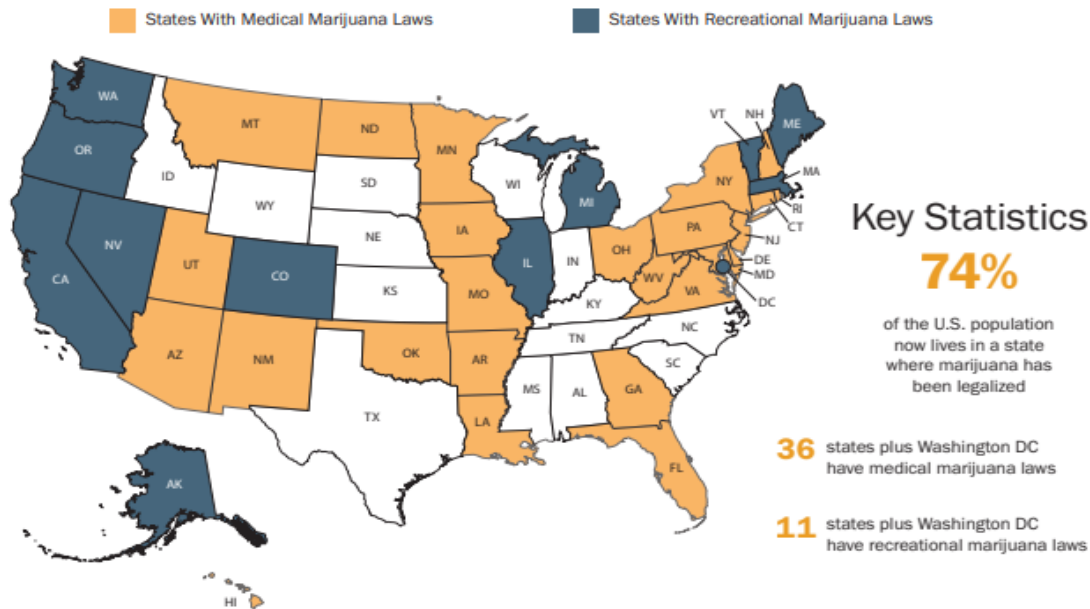 States With Medical Marijuana Laws
States With Recreational Marijuana Laws
WA
MT
ND
MN
VT
NH
ME
OR
ID
SD
WI
MI
NY
MA
WY
RI
CT
IA
PA
NJ
NE
OH
NV
UT
IL
IN
DE
CA
CO
WV
MD
KS
MO
VA
DC
KY
NC
TN
AZ
NM
OK
AR
SC
MS
AL
GA
TX
LA
FL
AK
HI
Key Statistics
74%
of the U.S. population
now lives in a state
where marijuana has
been legalized
36 states plus Washington DC
have medical marijuana laws
11 states plus Washington DC
have recreational marijuana laws